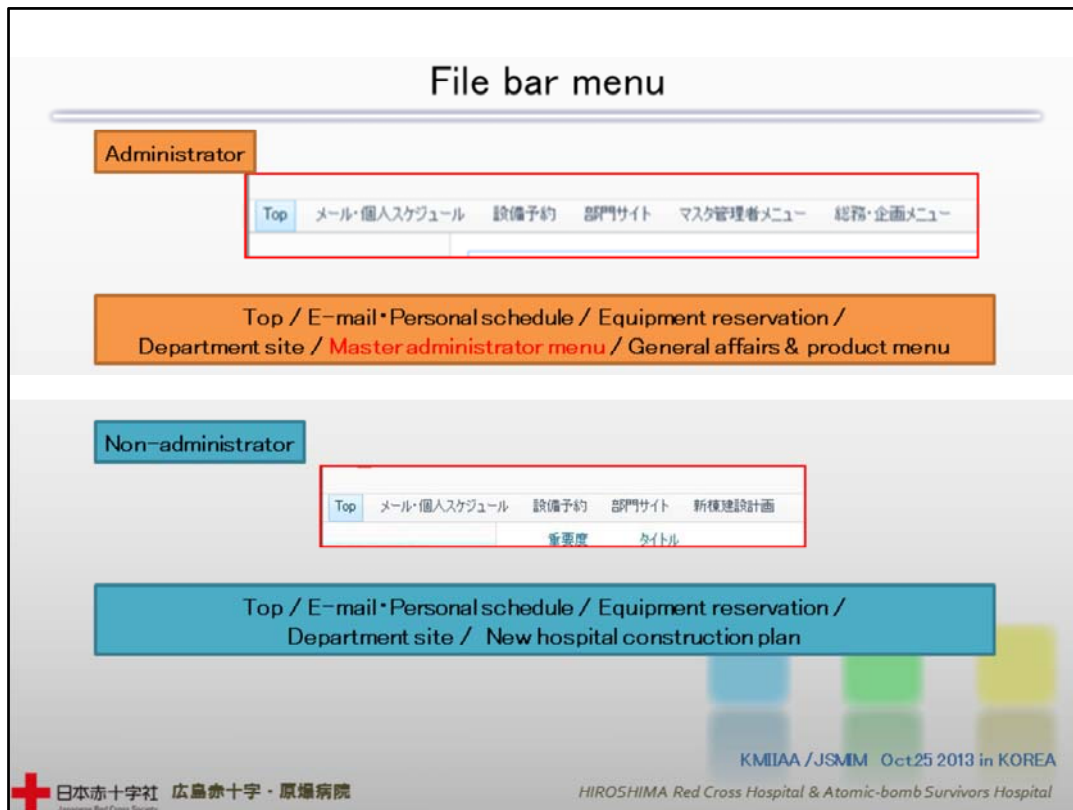 File bar menu
Administrator
Top メール・個人スケジュール 設備予約 部門サイト マスタ管理者メニュー 総務・企画メニュー
Top / E-mail・Personal schedule / Equipment reservation /
Department site / Master administrator menu / General affairs & product menu
Non-administrator
Top メール・個人スケジュール 設備予約 部門サイト 新棟建設計画
重要度 タイトル
Top / E-mail・Personal schedule / Equipment reservation /
Department site / New hospital construction plan
KMIIAA / JSMIM Oct.25 2013 in KOREA
日本赤十字社 広島赤十字・原爆病院
Japanese Red Cross Society
HIROSHIMA Red Cross Hospital & Atomic-bomb Survivors Hospital